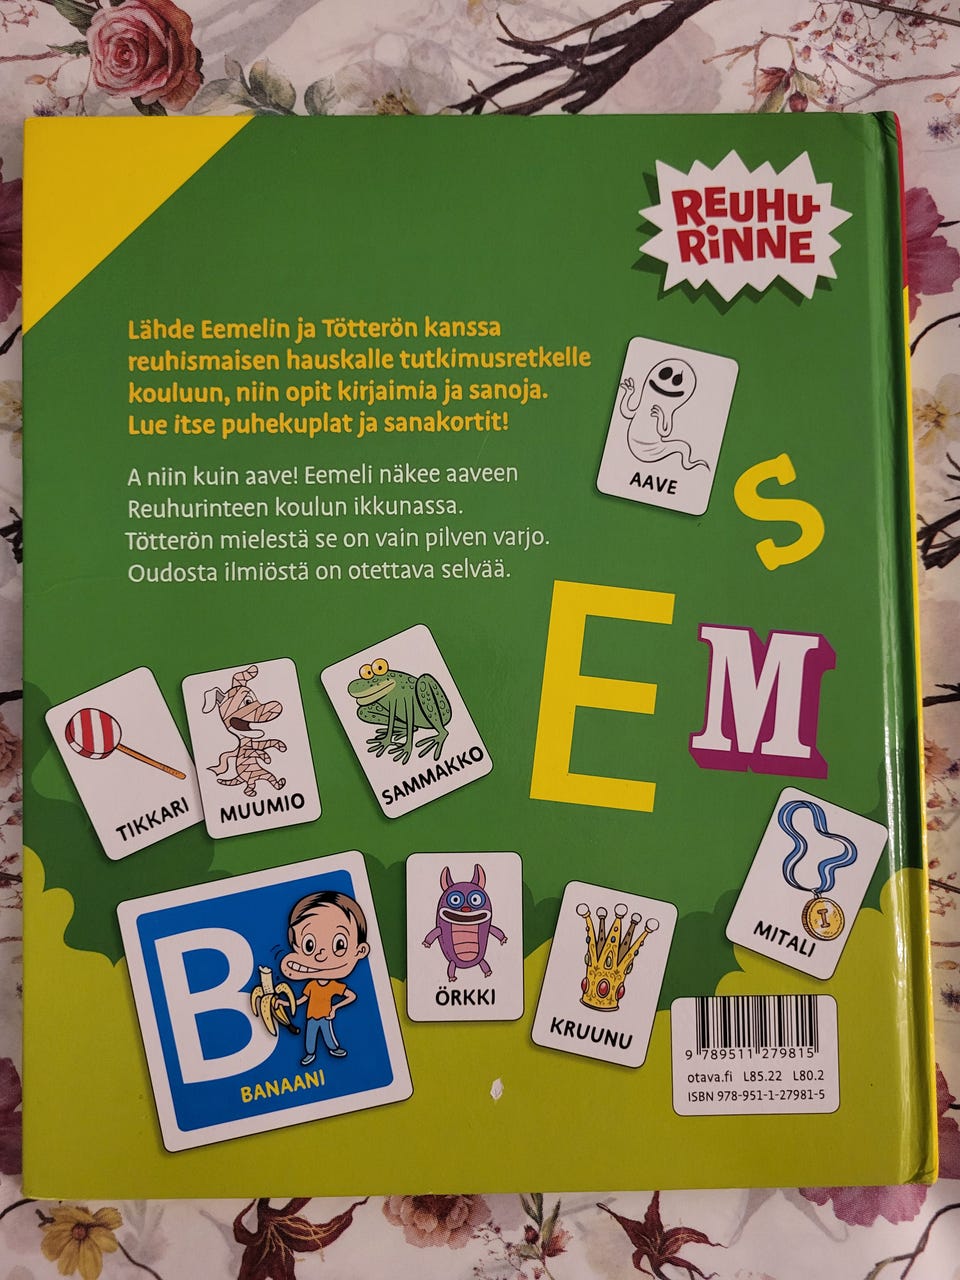 REUHU-
RiNNE
Lähde Eemelin ja Tötterön kanssa
reuhismaisen hauskalle tutkimusretkelle
kouluun, niin opit kirjaimia ja sanoja.
Lue itse puhekuplat ja sanakortit!
A niin kuin aave! Eemeli näkee aaveen
Reuhurinteen koulun ikkunassa.
Tötterön mielestä se on vain pilven varjo.
Oudosta ilmiöstä on otettava selvää.
AAVE
S
E
M
TIKKARI
MUUMIO
SAMMAKKO
B
BANAANI
ÖRKKI
KRUUNU
MITALI
I
9 789511 279815
otava.fi L85.22 L80.2
ISBN 978-951-1-27981-5